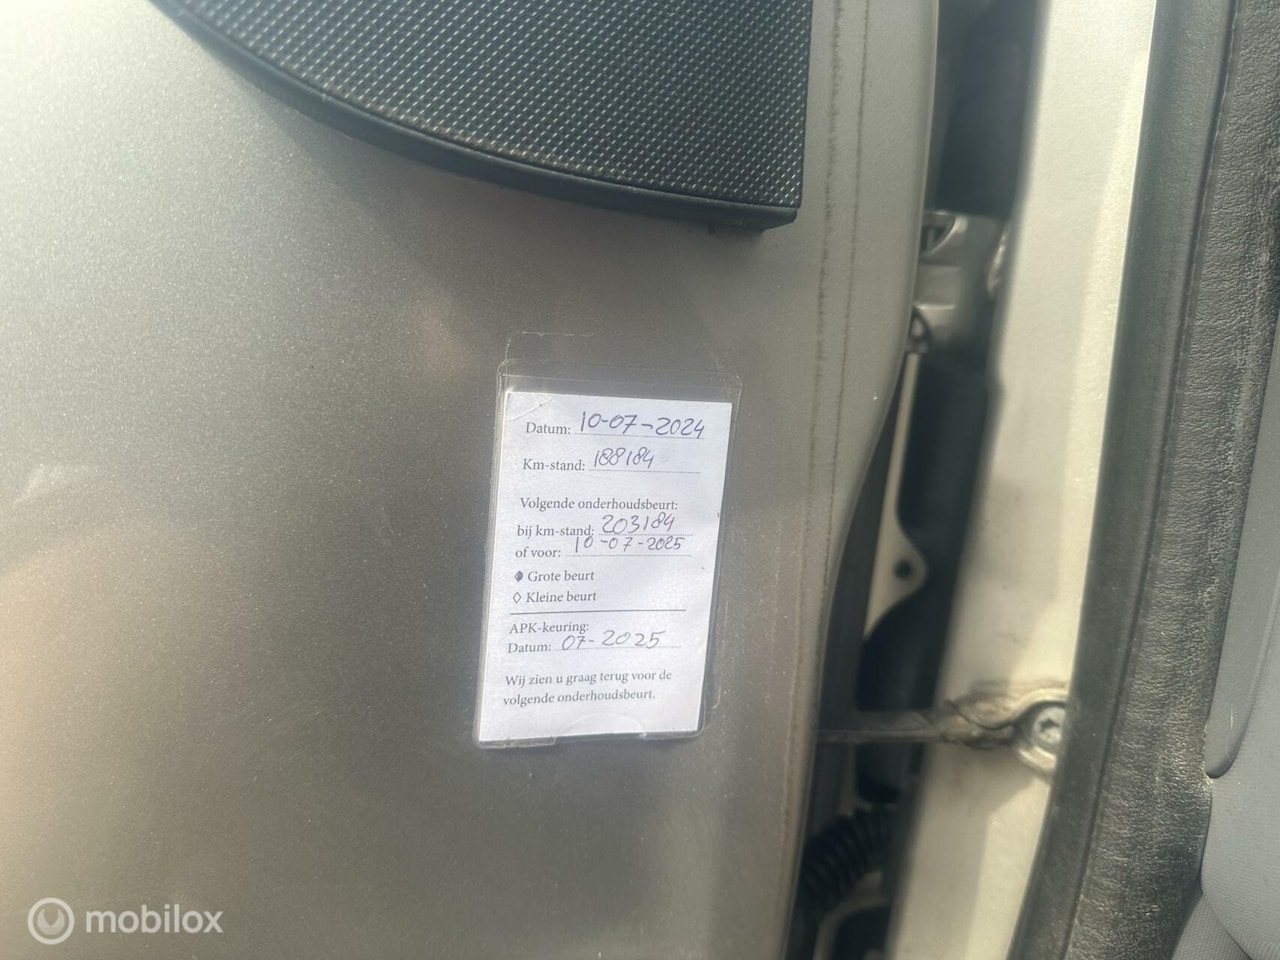 Datum: 10-07-2024
Km-stand: 188184
Volgende onderhoudsbeurt:
bij km-stand: 203184
of voor: 10-07-2025
Grote beurt
Kleine beurt
APK-keuring:
Datum: 07-2025
Wij zien u graag terug voor de
volgende onderhoudsbeurt.
mobilox